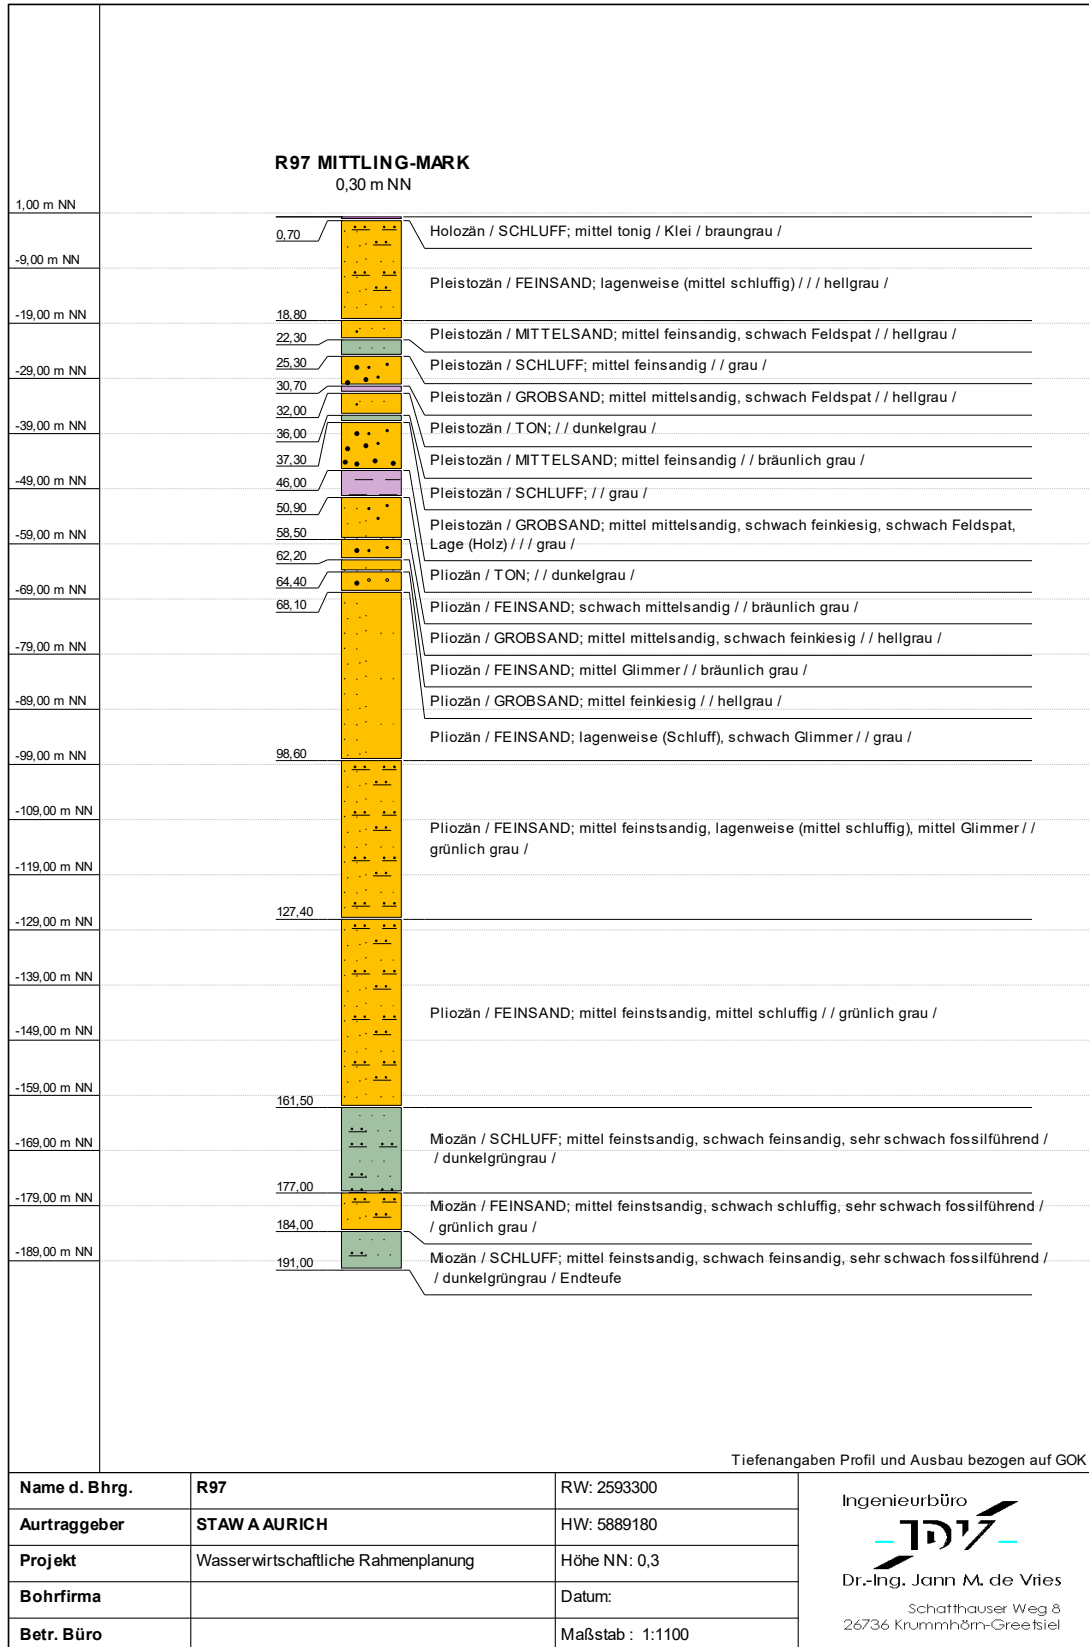 R97 MITTLING-MARK
0,30 m NN
1,00 m NN
-9,00 m NN
-19,00 m NN
-29,00 m NN
-39,00 m NN
-49,00 m NN
-59,00 m NN
-69,00 m NN
-79,00 m NN
-89,00 m NN
-99,00 m NN
-109,00 m NN
-119,00 m NN
-129,00 m NN
-139,00 m NN
-149,00 m NN
-159,00 m NN
-169,00 m NN
-179,00 m NN
-189,00 m NN
0,70
18,80
22,30
25,30
30,70
32,00
36,00
37,30
46,00
50,90
58,50
62,20
64,40
68,10
98,60
127,40
161,50
177,00
184,00
191,00
Holozän / SCHLUFF; mittel tonig / Klei / braungrau /
Pleistozän / FEINSAND; lagenweise (mittel schluffig) / / / hellgrau /
Pleistozän / MITTELSAND; mittel feinsandig, schwach Feldspat / / hellgrau /
Pleistozän / SCHLUFF; mittel feinsandig / / grau /
Pleistozän / GROBSAND; mittel mittelsandig, schwach Feldspat / / hellgrau /
Pleistozän / TON; / / dunkelgrau /
Pleistozän / MITTELSAND; mittel feinsandig / / bräunlich grau /
Pleistozän / SCHLUFF; / / grau /
Pleistozän / GROBSAND; mittel mittelsandig, schwach feinkiesig, schwach Feldspat,
Lage (Holz) / / / grau /
Pliozän / TON; / / dunkelgrau /
Pliozän / FEINSAND; schwach mittelsandig / / bräunlich grau /
Pliozän / GROBSAND; mittel mittelsandig, schwach feinkiesig / / hellgrau /
Pliozän / FEINSAND; mittel Glimmer / / bräunlich grau /
Pliozän / GROBSAND; mittel feinkiesig / / hellgrau /
Pliozän / FEINSAND; lagenweise (Schluff), schwach Glimmer / / grau /
Pliozän / FEINSAND; mittel feinstsandig, lagenweise (mittel schluffig), mittel Glimmer / /
grünlich grau /
Pliozän / FEINSAND; mittel feinstsandig, mittel schluffig / / grünlich grau /
Miozän / SCHLUFF; mittel feinstsandig, schwach feinsandig, sehr schwach fossilführend /
/ dunkelgrüngrau /
Miozän / FEINSAND; mittel feinstsandig, schwach schluffig, sehr schwach fossilführend /
/ grünlich grau /
Miozän / SCHLUFF; mittel feinstsandig, schwach feinsandig, sehr schwach fossilführend /
/ dunkelgrüngrau / Endteufe
Tiefenangaben Profil und Ausbau bezogen auf GOK
Name d. Bhrg. R97 RW: 2593300
Aurtraggeber STAWA AURICH HW: 5889180
Projekt Wasserwirtschaftliche Rahmenplanung Höhe NN: 0,3
Bohrfirma Datum:
Betr. Büro Maßstab : 1:1100
Ingenieurbüro
JDV
Dr.-Ing. Jann M. de Vries
Schatthauser Weg 8
26736 Krummhörn-Greetsiel